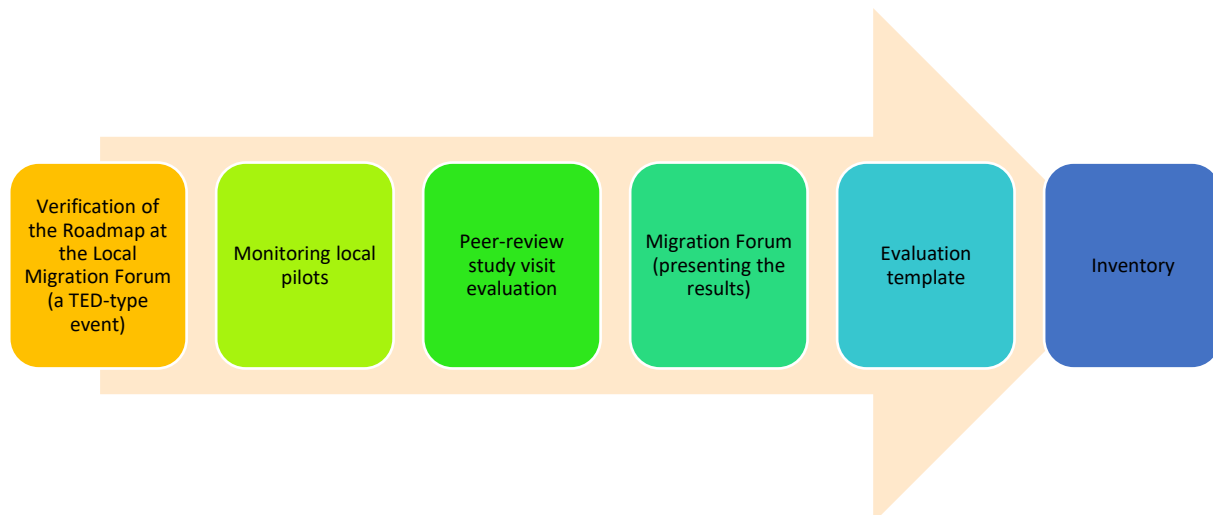 Verification of
the Roadmap at
the Local
Migration Forum
(a TED-type
event)
Monitoring local
pilots
Peer-review
study visit
evaluation
Migration Forum
(presenting the
results)
Evaluation
template
Inventory